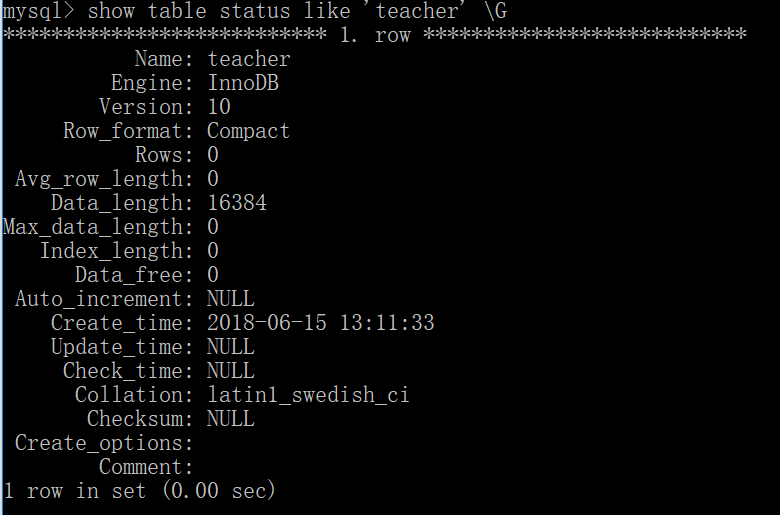 mysql> show table status like 'teacher' \G
*************************** 1. row ***************************
Name: teacher
Engine: InnoDB
Version: 10
Row_format: Compact
Rows: 0
Avg_row_length: 0
Data_length: 16384
Max_data_length: 0
Index_length: 0
Data_free: 0
Auto_increment: NULL
Create_time: 2018-06-15 13:11:33
Update_time: NULL
Check_time: NULL
Collation: latin1_swedish_ci
Checksum: NULL
Create_options:
Comment:
1 row in set (0.00 sec)